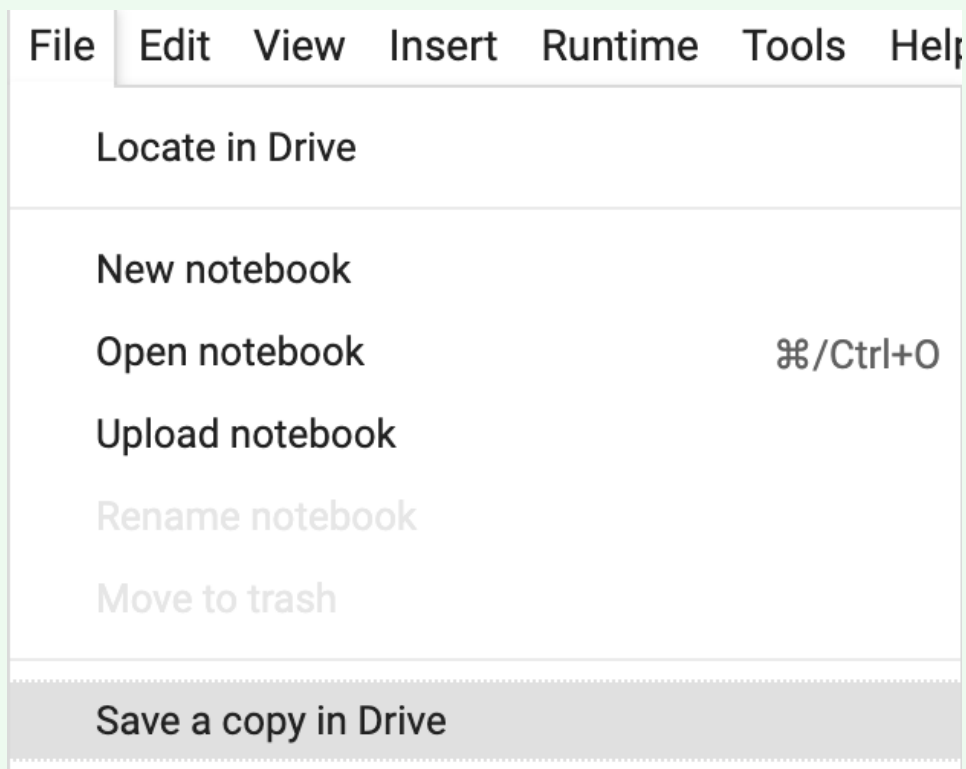 File Edit View Insert Runtime Tools Help
Locate in Drive
New notebook
Open notebook ⌘/Ctrl+O
Upload notebook
Rename notebook
Move to trash
Save a copy in Drive